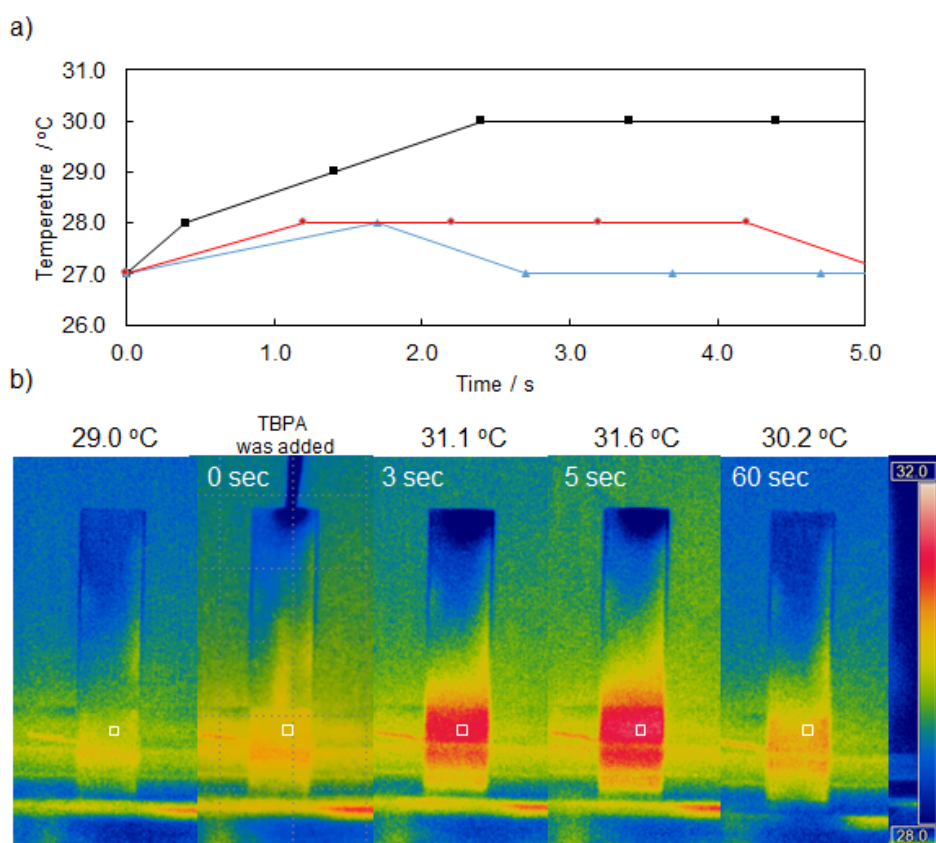 a)
31.0
30.0
29.0
28.0
27.0
26.0
Tempereture / ºC
0.0 1.0 2.0 3.0 4.0 5.0
Time / s
b)
29.0 ºC
TBPA
was added
31.1 ºC
31.6 ºC
30.2 ºC
0 sec
3 sec
5 sec
60 sec
32.0
28.0